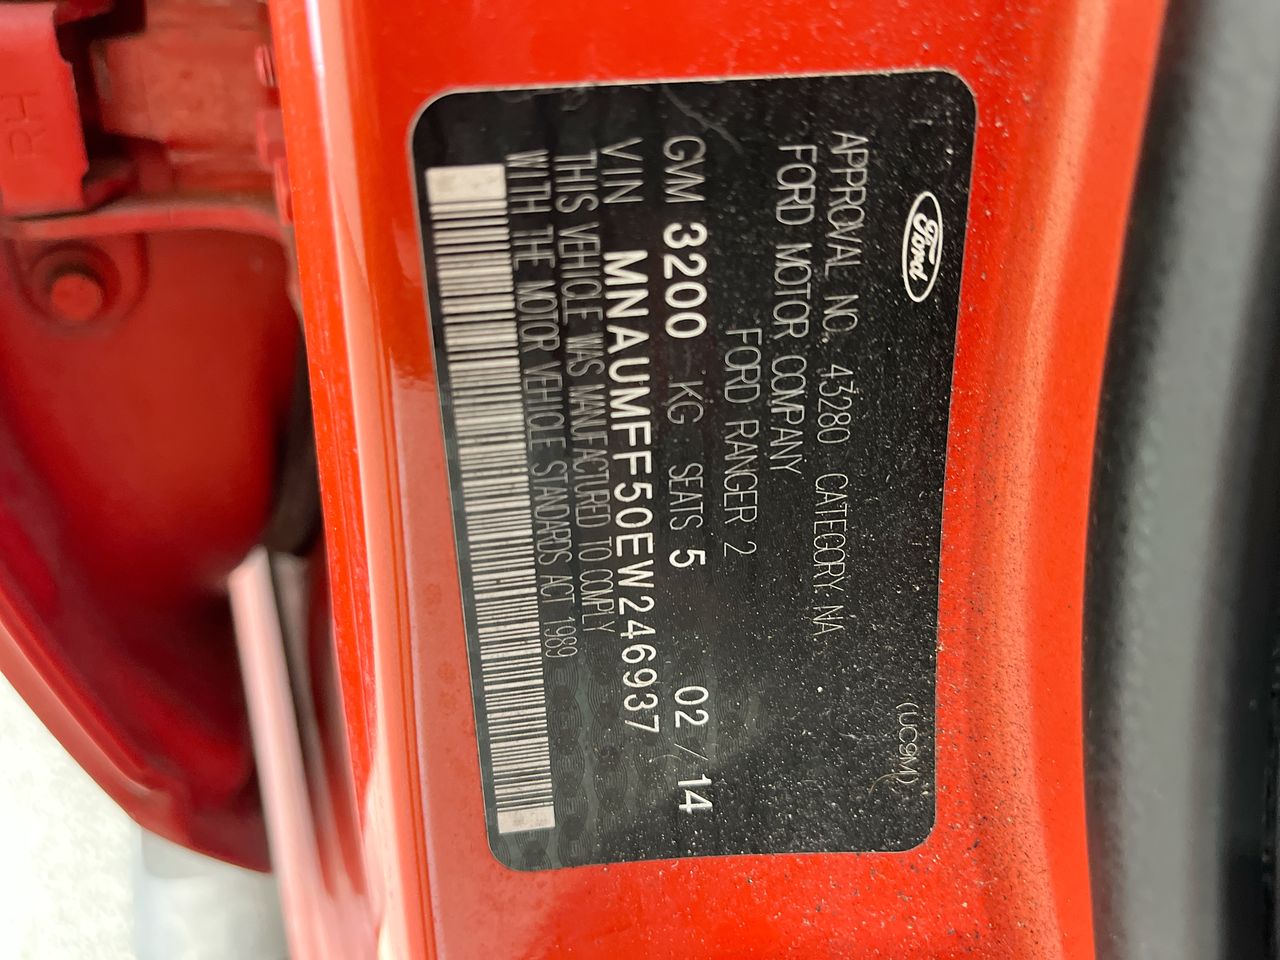 Ford
(UC9M)
APPROVAL NO. 43280 CATEGORY: NA
FORD MOTOR COMPANY
FORD RANGER 2
GVM 3200 KG SEATS 5 02 / 14
VIN MNAUMFF50EW246937
THIS VEHICLE WAS MANUFACTURED TO COMPLY
WITH THE MOTOR VEHICLE STANDARDS ACT 1989
RH